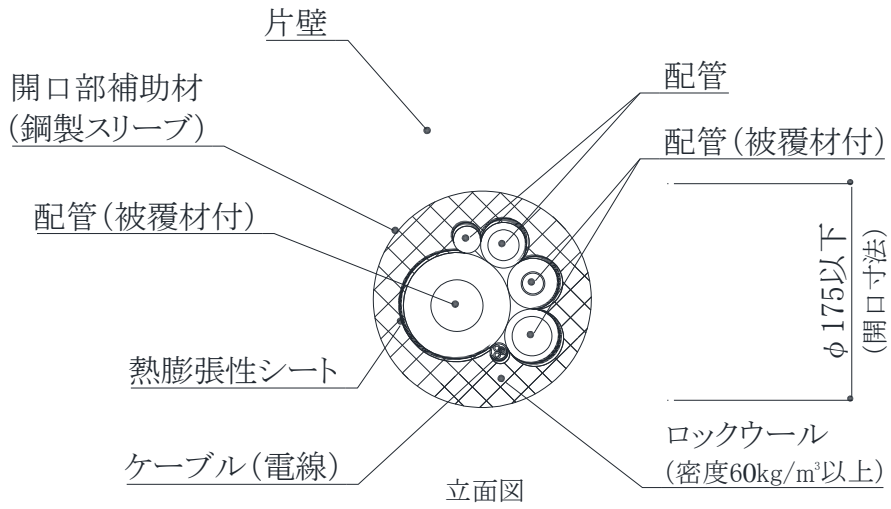 片壁
開口部補助材
(鋼製スリーブ)
配管
配管(被覆材付)
配管(被覆材付)
φ175以下
(開口寸法)
熱膨張性シート
ケーブル(電線)
ロックウール
(密度60kg/m³以上)
立面図